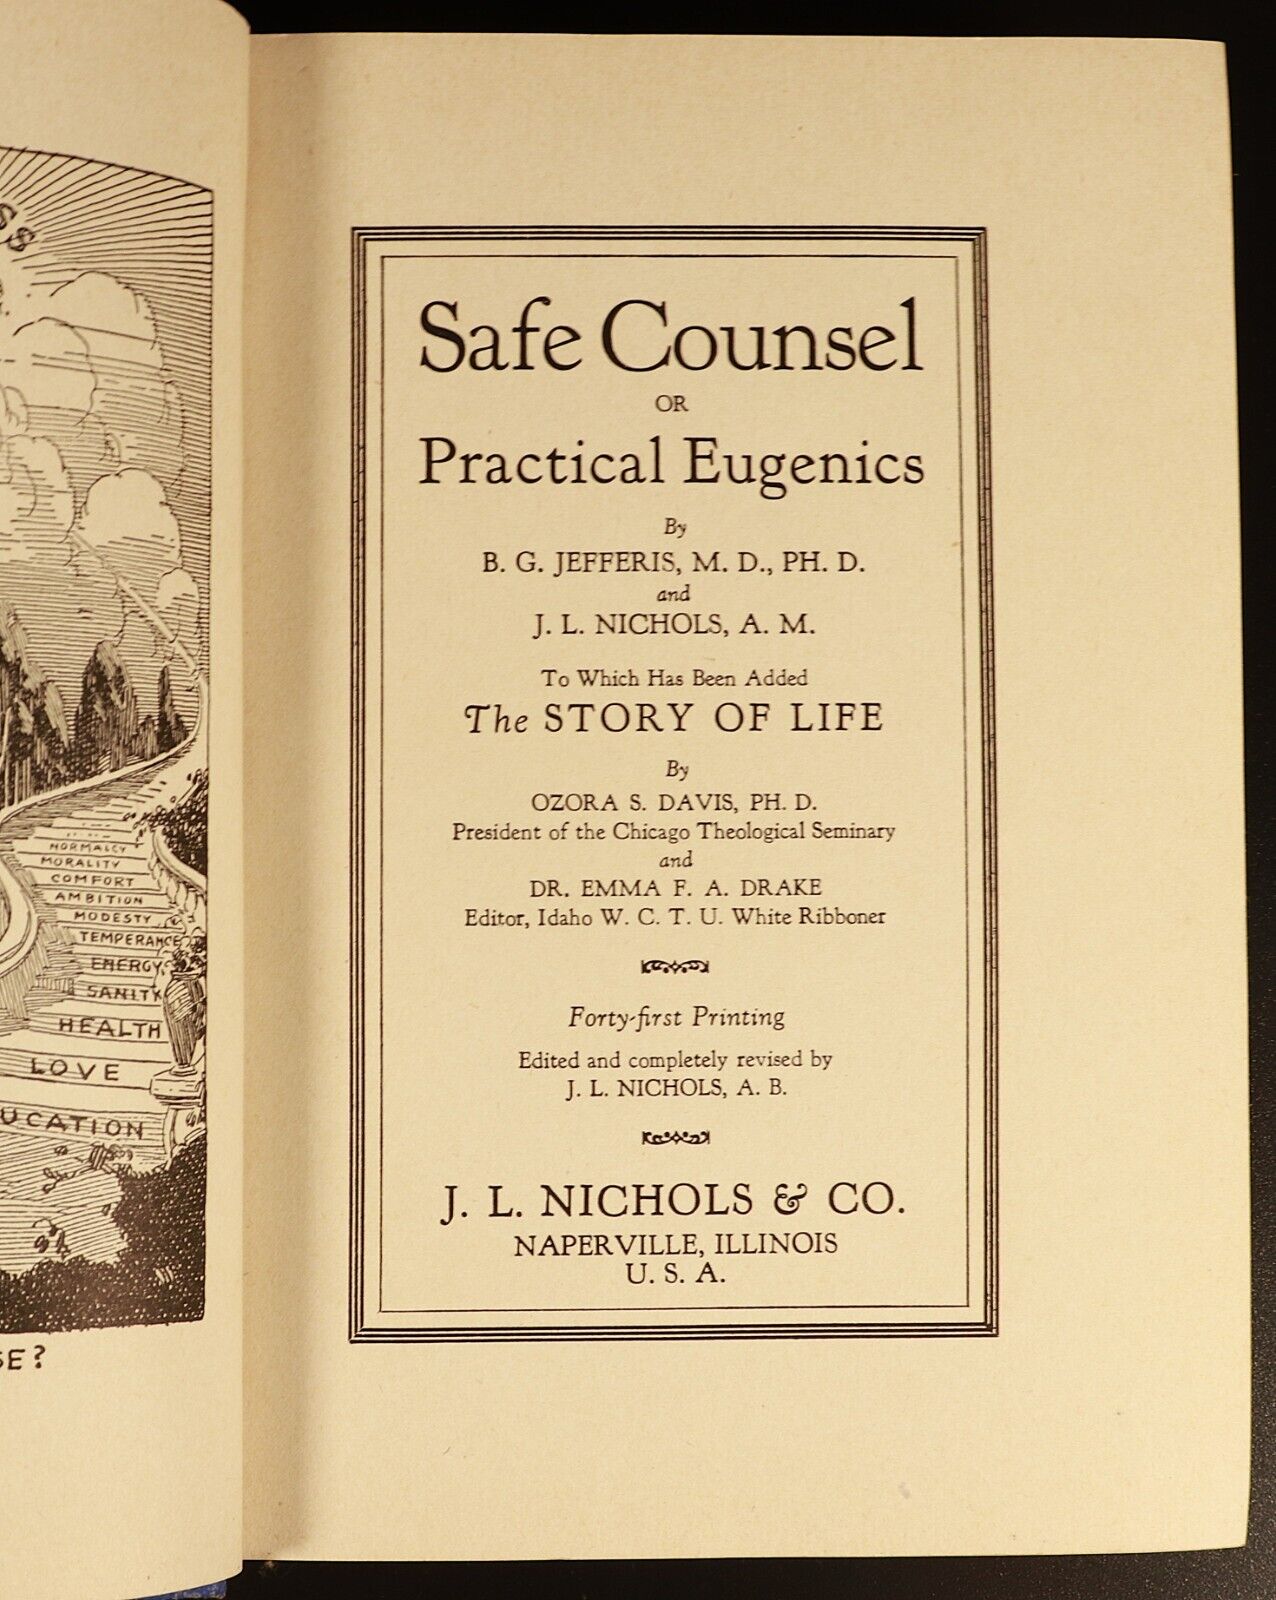 SS
NORMALCY
MORALITY
COMFORT
AMBITION
MODESTY
TEMPERANCE
ENERGY
SANITY
HEALTH
LOVE
UCATION
SE?
Safe Counsel
OR
Practical Eugenics
By
B. G. JEFFERIS, M. D., PH. D.
and
J. L. NICHOLS, A. M.
To Which Has Been Added
The STORY OF LIFE
By
OZORA S. DAVIS, PH. D.
President of the Chicago Theological Seminary
and
DR. EMMA F. A. DRAKE
Editor, Idaho W. C. T. U. White Ribboner
Forty-first Printing
Edited and completely revised by
J. L. NICHOLS, A. B.
J. L. NICHOLS & CO.
NAPERVILLE, ILLINOIS
U. S. A.